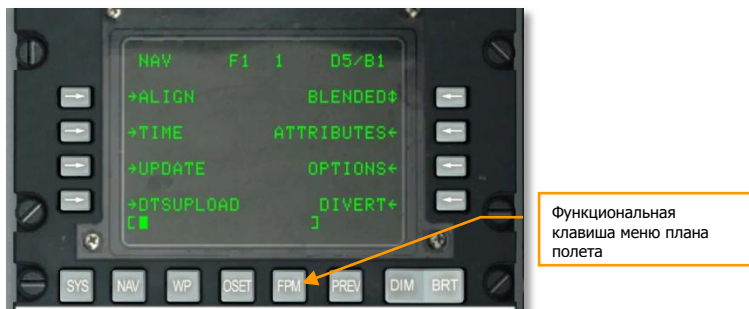 NAV F1 1 D5/B1
→ALIGN BLENDED⇕
→TIME ATTRIBUTES←
→UPDATE OPTIONS←
→DTSUPLOAD DIVERT←
[ ]
SYS NAV WP OSET FPM PREV DIM BRT
Функциональная
клавиша меню плана
полета